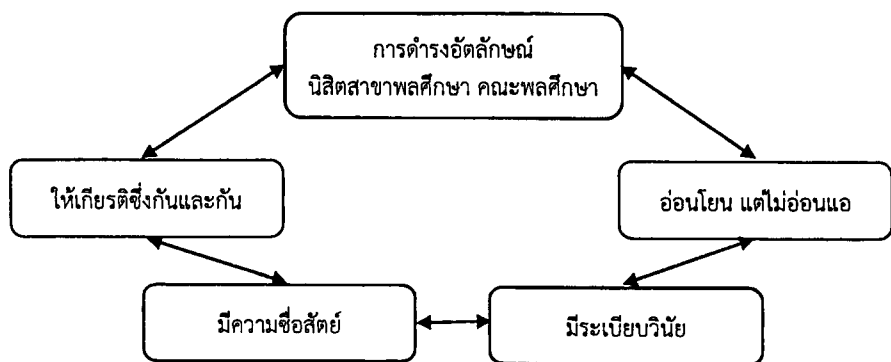 การดำรงอัตลักษณ์
นิสิตสาขาพลศึกษา คณะพลศึกษา
ให้เกียรติซึ่งกันและกัน
อ่อนโยน แต่ไม่อ่อนแอ
มีความซื่อสัตย์
มีระเบียบวินัย